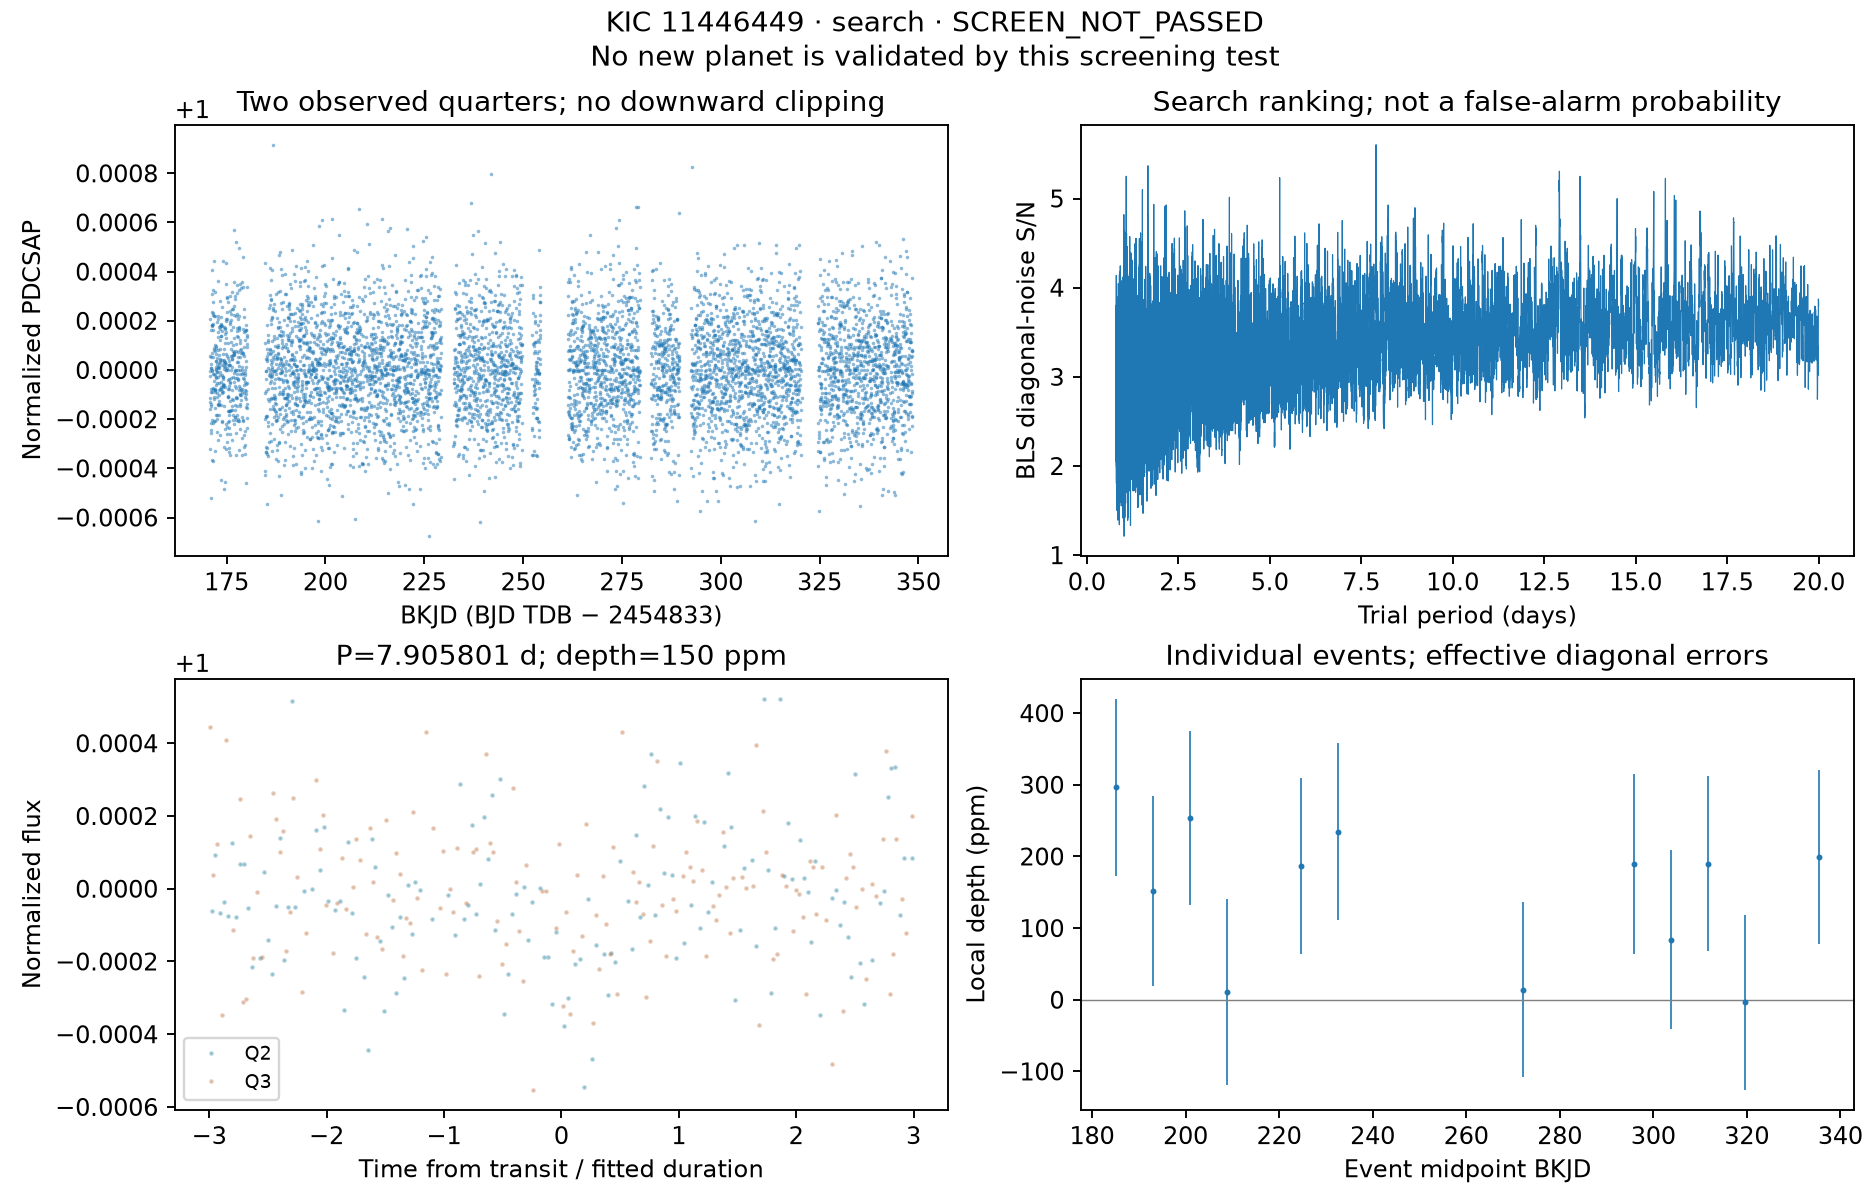 KIC 11446449 · search · SCREEN_NOT_PASSED
No new planet is validated by this screening test
+1
Two observed quarters; no downward clipping
Normalized PDCSAP
0.0008
0.0006
0.0004
0.0002
0.0000
−0.0002
−0.0004
−0.0006
175 200 225 250 275 300 325 350
BKJD (BJD TDB − 2454833)
Search ranking; not a false-alarm probability
BLS diagonal-noise S/N
5
4
3
2
1
0.0 2.5 5.0 7.5 10.0 12.5 15.0 17.5 20.0
Trial period (days)
+1
P=7.905801 d; depth=150 ppm
Normalized flux
0.0004
0.0002
0.0000
−0.0002
−0.0004
−0.0006
Q2
Q3
−3 −2 −1 0 1 2 3
Time from transit / fitted duration
Individual events; effective diagonal errors
Local depth (ppm)
400
300
200
100
0
−100
180 200 220 240 260 280 300 320 340
Event midpoint BKJD